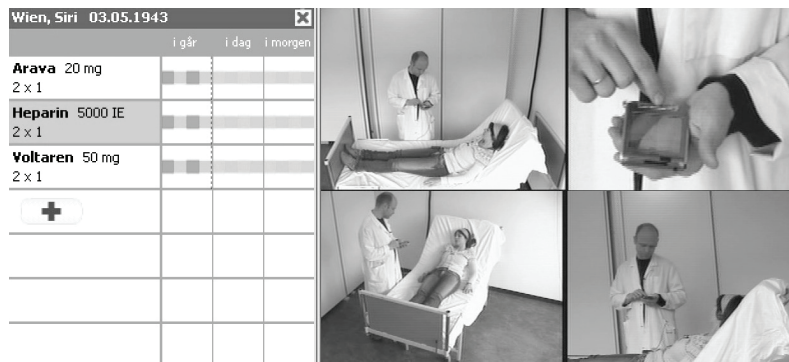 Wien, Siri 03.05.1943
i går i dag i morgen
Arava 20 mg
2 x 1
Heparin 5000 IE
2 x 1
Voltaren 50 mg
2 x 1